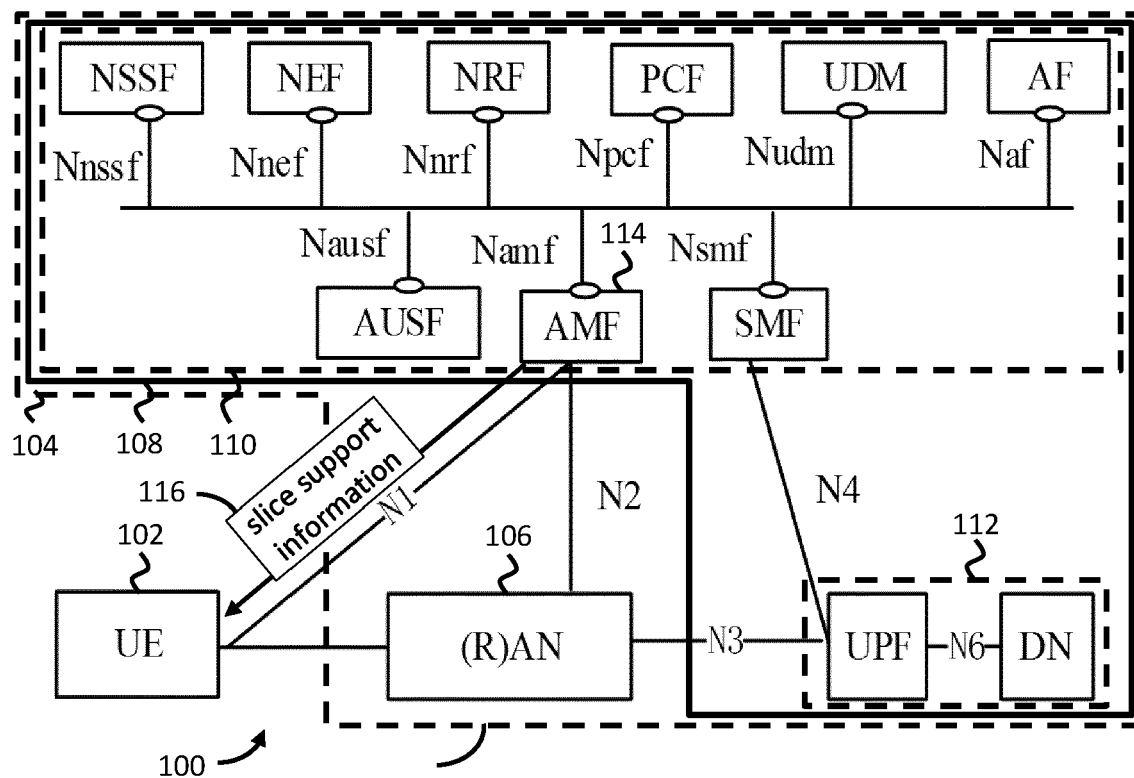 NSSF NEF NRF PCF UDM AF
Nnssf Nnef Nnrf Npcf Nudm Naf
Nausf Namf 114 Nsmf
AUSF AMF SMF
104 108 110
slice support
information
116
N1
N2
N4
102
106
112
UE
(R)AN
N3
UPF
N6
DN
100